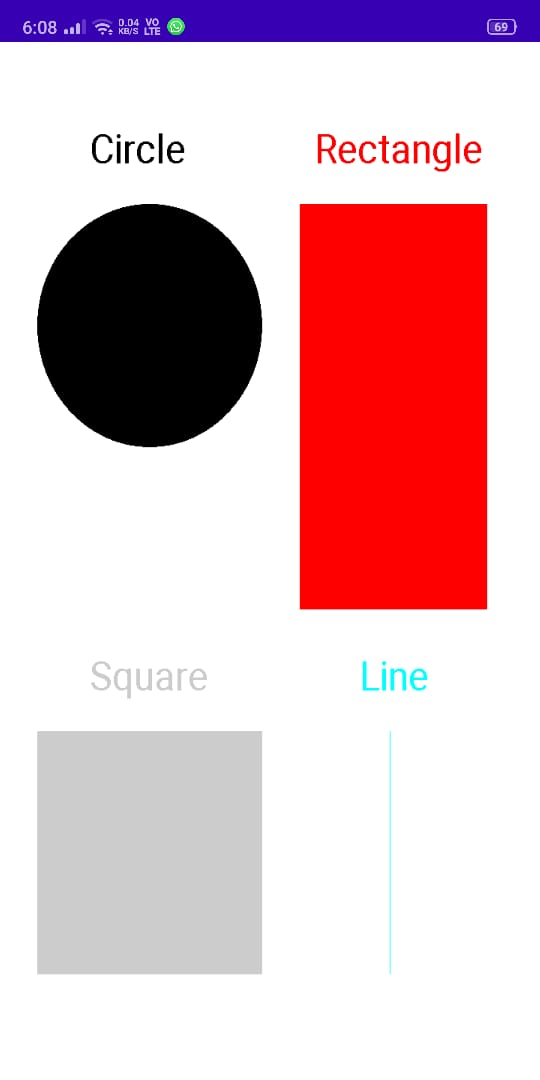 6:08 0.04 KB/S VO LTE 69
Circle Rectangle
Square Line